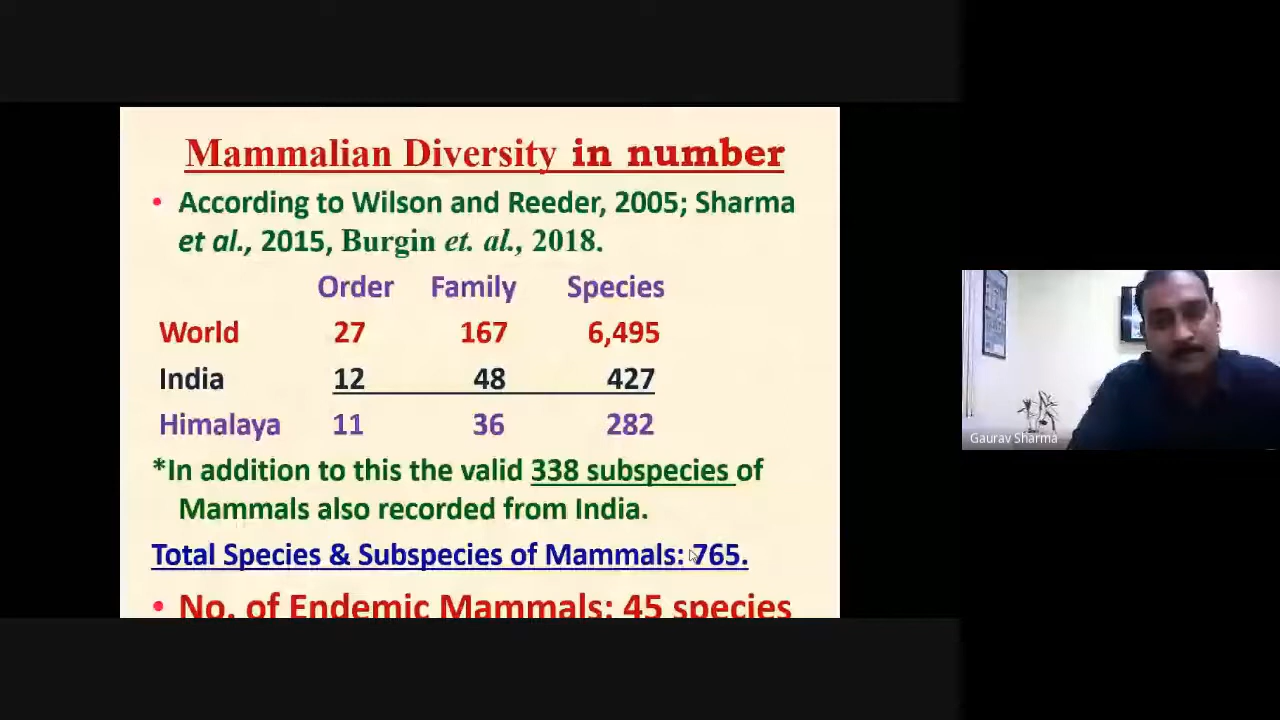 Mammalian Diversity in number
• According to Wilson and Reeder, 2005; Sharma
et al., 2015, Burgin et. al., 2018.
Order Family Species
World 27 167 6,495
India 12 48 427
Himalaya 11 36 282
*In addition to this the valid 338 subspecies of
Mammals also recorded from India.
Total Species & Subspecies of Mammals: 765.
• No. of Endemic Mammals: 45 species
Gaurav Sharma